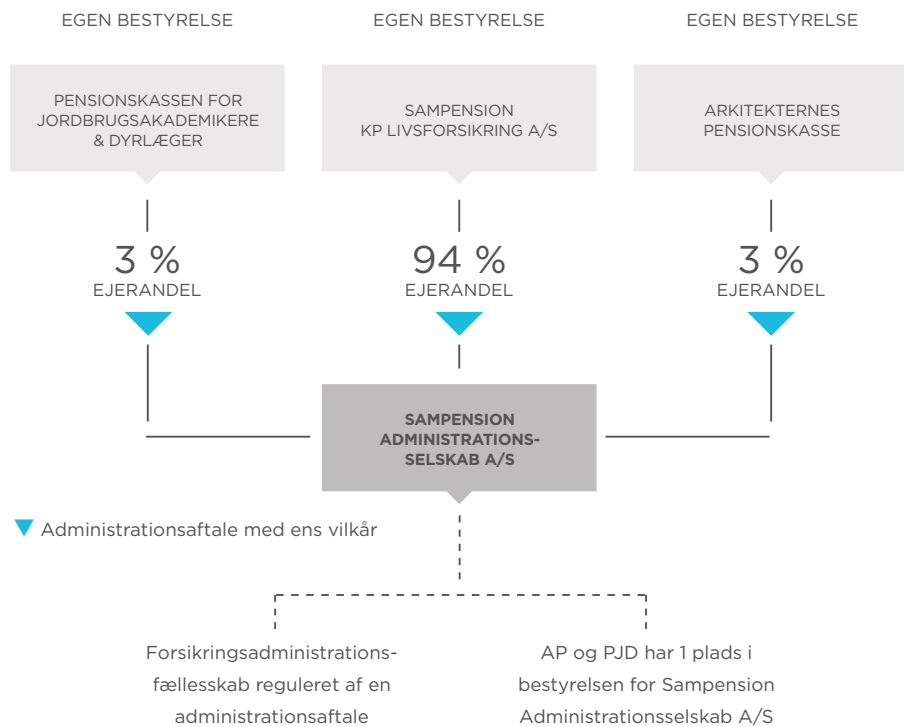 EGEN BESTYRELSE
EGEN BESTYRELSE
EGEN BESTYRELSE
PENSIONSKASSEN FOR
JORDBRUGSAKADEMIKERE
& DYRLÆGER
SAMPENSION
KP LIVSFORSIKRING A/S
ARKITEKTERNES
PENSIONSKASSE
3 %
EJERANDEL
94 %
EJERANDEL
3 %
EJERANDEL
SAMPENSION
ADMINISTRATIONS-
SELSKAB A/S
Administrationsaftale med ens vilkår
Forsikringsadministrations-
fællesskab reguleret af en
administrationsaftale
AP og PJD har 1 plads i
bestyrelsen for Sampension
Administrationsselskab A/S